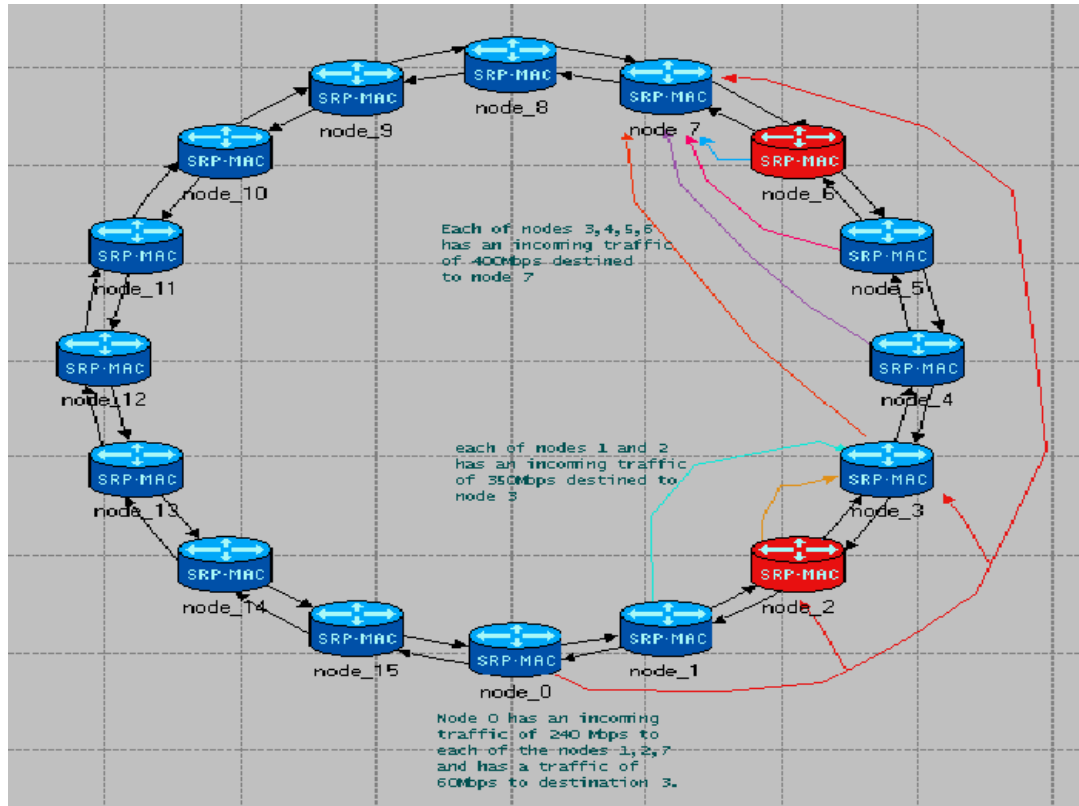 SRP-MAC
node_8
SRP-MAC
node_7
SRP-MAC
node_9
SRP-MAC
node_6
SRP-MAC
node_10
Each of nodes 3,4,5,6
has an incoming traffic
of 400Mbps destined
to node 7
SRP-MAC
node_11
SRP-MAC
node_5
SRP-MAC
node_12
SRP-MAC
node_4
each of nodes 1 and 2
has an incoming traffic
of 350Mbps destined to
node 3
SRP-MAC
node_13
SRP-MAC
node_3
SRP-MAC
node_14
SRP-MAC
node_2
SRP-MAC
node_15
SRP-MAC
node_0
SRP-MAC
node_1
Node 0 has an incoming
traffic of 240 Mbps to
each of the nodes 1,2,7
and has a traffic of
60Mbps to destination 3.